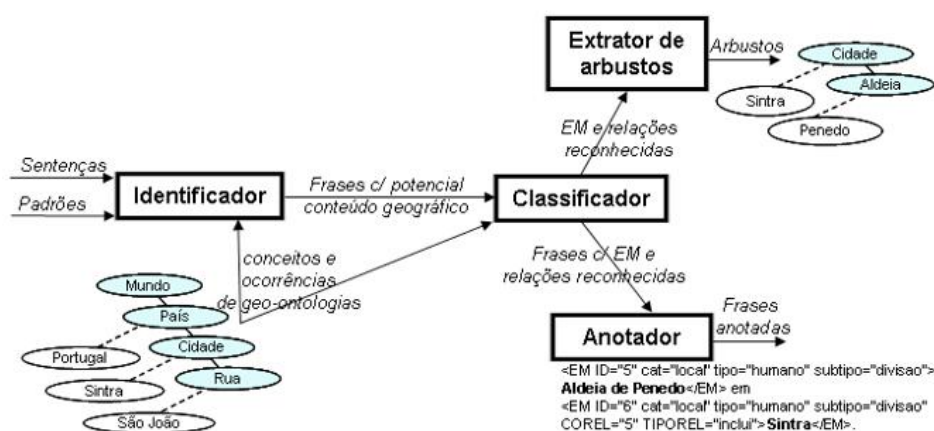 Extrator de
arbustos
Arbustos
Cidade
Aldeia
Sintra
Penedo
EM e relações
reconhecidas
Sentenças
Padrões
Identificador
Frases c/ potencial
conteúdo geográfico
Classificador
conceitos e
ocorrências
de geo-ontologias
Frases c/ EM e
relações reconhecidas
Mundo
País
Cidade
Rua
Portugal
Sintra
São João
Anotador
Frases
anotadas
<EM ID="5" cat="local" tipo="humano" subtipo="divisao">
Aldeia de Penedo</EM> em
<EM ID="6" cat="local" tipo="humano" subtipo="divisao"
COREL="5" TIPOREL="inclui">Sintra</EM>.